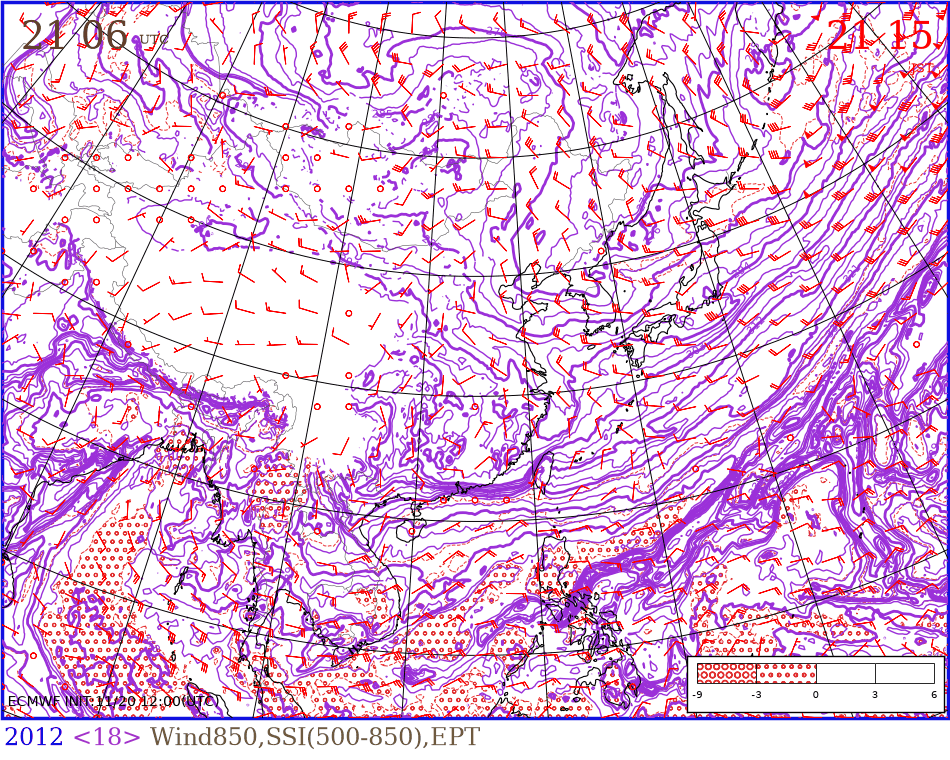 21 06 UTC
21 15 JST
-9 -3 0 3 6
ECMWF INIT:11/20 12:00(UTC)
2012 <18> Wind850,SSI(500-850),EPT